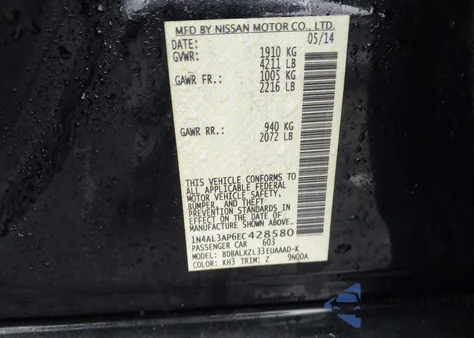 MFD BY NISSAN MOTOR CO., LTD.
DATE: 05/14
GVWR: 1910 KG
4211 LB
GAWR FR.: 1005 KG
2216 LB
GAWR RR.: 940 KG
2072 LB
THIS VEHICLE CONFORMS TO
ALL APPLICABLE FEDERAL
MOTOR VEHICLE SAFETY,
BUMPER, AND THEFT
PREVENTION STANDARDS IN
EFFECT ON THE DATE OF
MANUFACTURE SHOWN ABOVE.
1N4AL3AP6EC428580
PASSENGER CAR 603
MODEL: BDBALXZL33EUAAAD-K
COLOR: KH3 TRIM: Z 9NQ0A